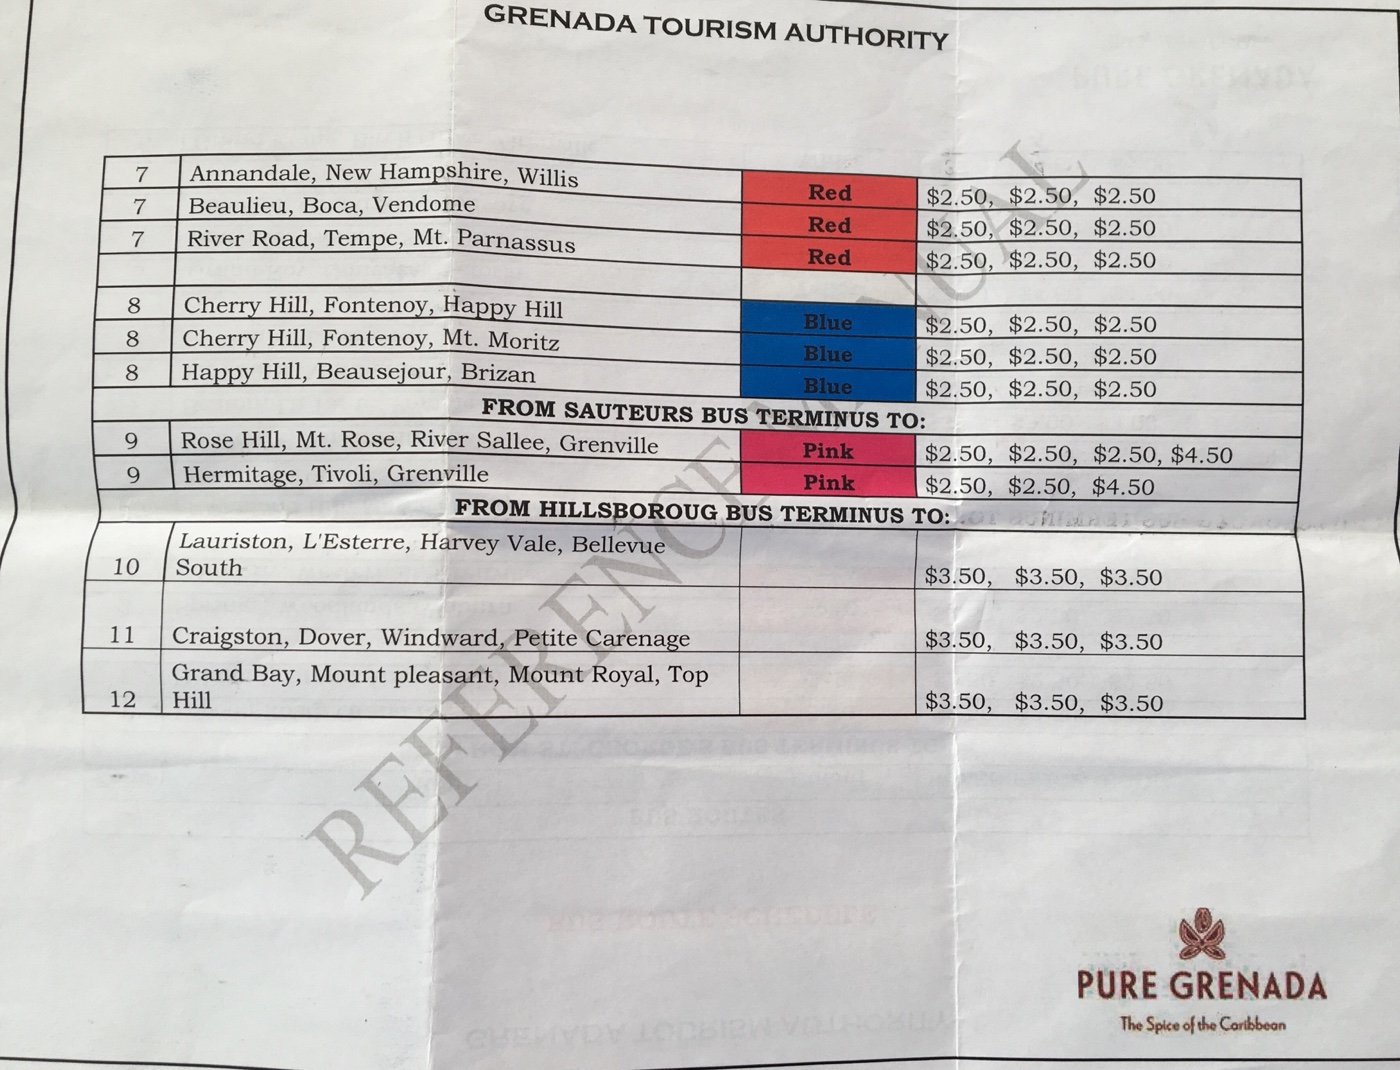 GRENADA TOURISM AUTHORITY
7 Annandale, New Hampshire, Willis Red $2.50, $2.50, $2.50
7 Beaulieu, Boca, Vendome Red $2.50, $2.50, $2.50
7 River Road, Tempe, Mt. Parnassus Red $2.50, $2.50, $2.50
8 Cherry Hill, Fontenoy, Happy Hill Blue $2.50, $2.50, $2.50
8 Cherry Hill, Fontenoy, Mt. Moritz Blue $2.50, $2.50, $2.50
8 Happy Hill, Beausejour, Brizan Blue $2.50, $2.50, $2.50
FROM SAUTEURS BUS TERMINUS TO:
9 Rose Hill, Mt. Rose, River Sallee, Grenville Pink $2.50, $2.50, $2.50, $4.50
9 Hermitage, Tivoli, Grenville Pink $2.50, $2.50, $4.50
FROM HILLSBOROUG BUS TERMINUS TO:
Lauriston, L'Esterre, Harvey Vale, Bellevue
10 South $3.50, $3.50, $3.50
11 Craigston, Dover, Windward, Petite Carenage $3.50, $3.50, $3.50
Grand Bay, Mount pleasant, Mount Royal, Top
12 Hill $3.50, $3.50, $3.50
REFERENCE MANUAL
PURE GRENADA
The Spice of the Caribbean